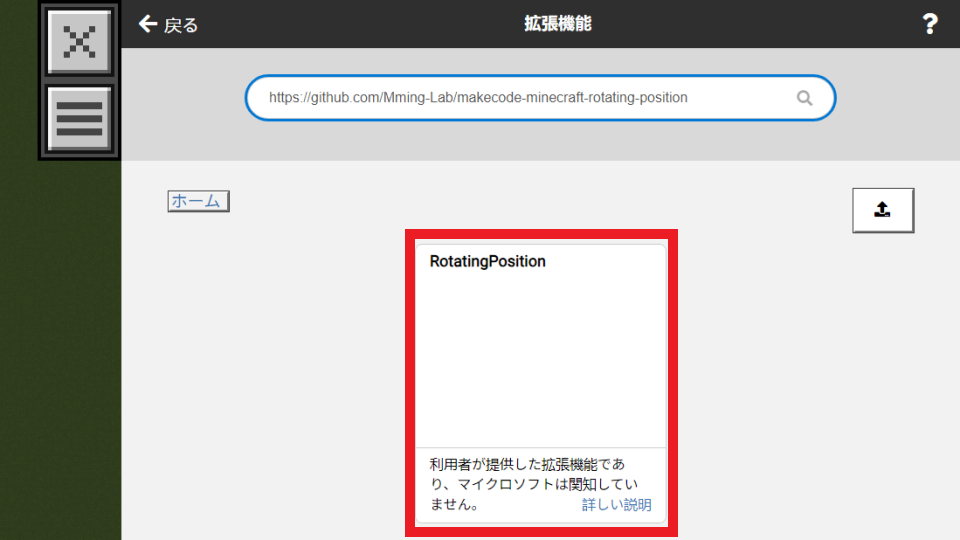 戻る
拡張機能
?
https://github.com/Mming-Lab/makecode-minecraft-rotating-position
ホーム
RotatingPosition
利用者が提供した拡張機能であ
り、マイクロソフトは関知してい
ません。 詳しい説明